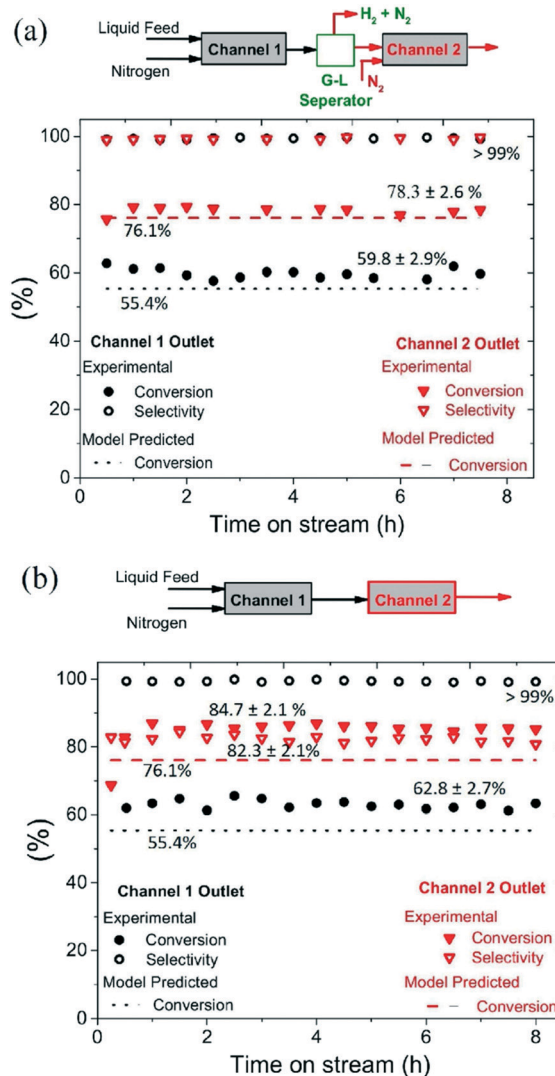 (a)
H2 + N2
Liquid Feed
Nitrogen
Channel 1
Channel 2
G-L
Seperator
N2
100
80
60
40
20
0
(%)
> 99%
78.3 ± 2.6 %
76.1%
59.8 ± 2.9%
55.4%
Channel 1 Outlet
Experimental
Conversion
Selectivity
Model Predicted
Conversion
Channel 2 Outlet
Experimental
Conversion
Selectivity
Model Predicted
Conversion
0 2 4 6 8
Time on stream (h)
(b)
Liquid Feed
Nitrogen
Channel 1
Channel 2
100
80
60
40
20
0
(%)
> 99%
84.7 ± 2.1 %
82.3 ± 2.1%
76.1%
62.8 ± 2.7%
55.4%
Channel 1 Outlet
Experimental
Conversion
Selectivity
Model Predicted
Conversion
Channel 2 Outlet
Experimental
Conversion
Selectivity
Model Predicted
Conversion
0 2 4 6 8
Time on stream (h)